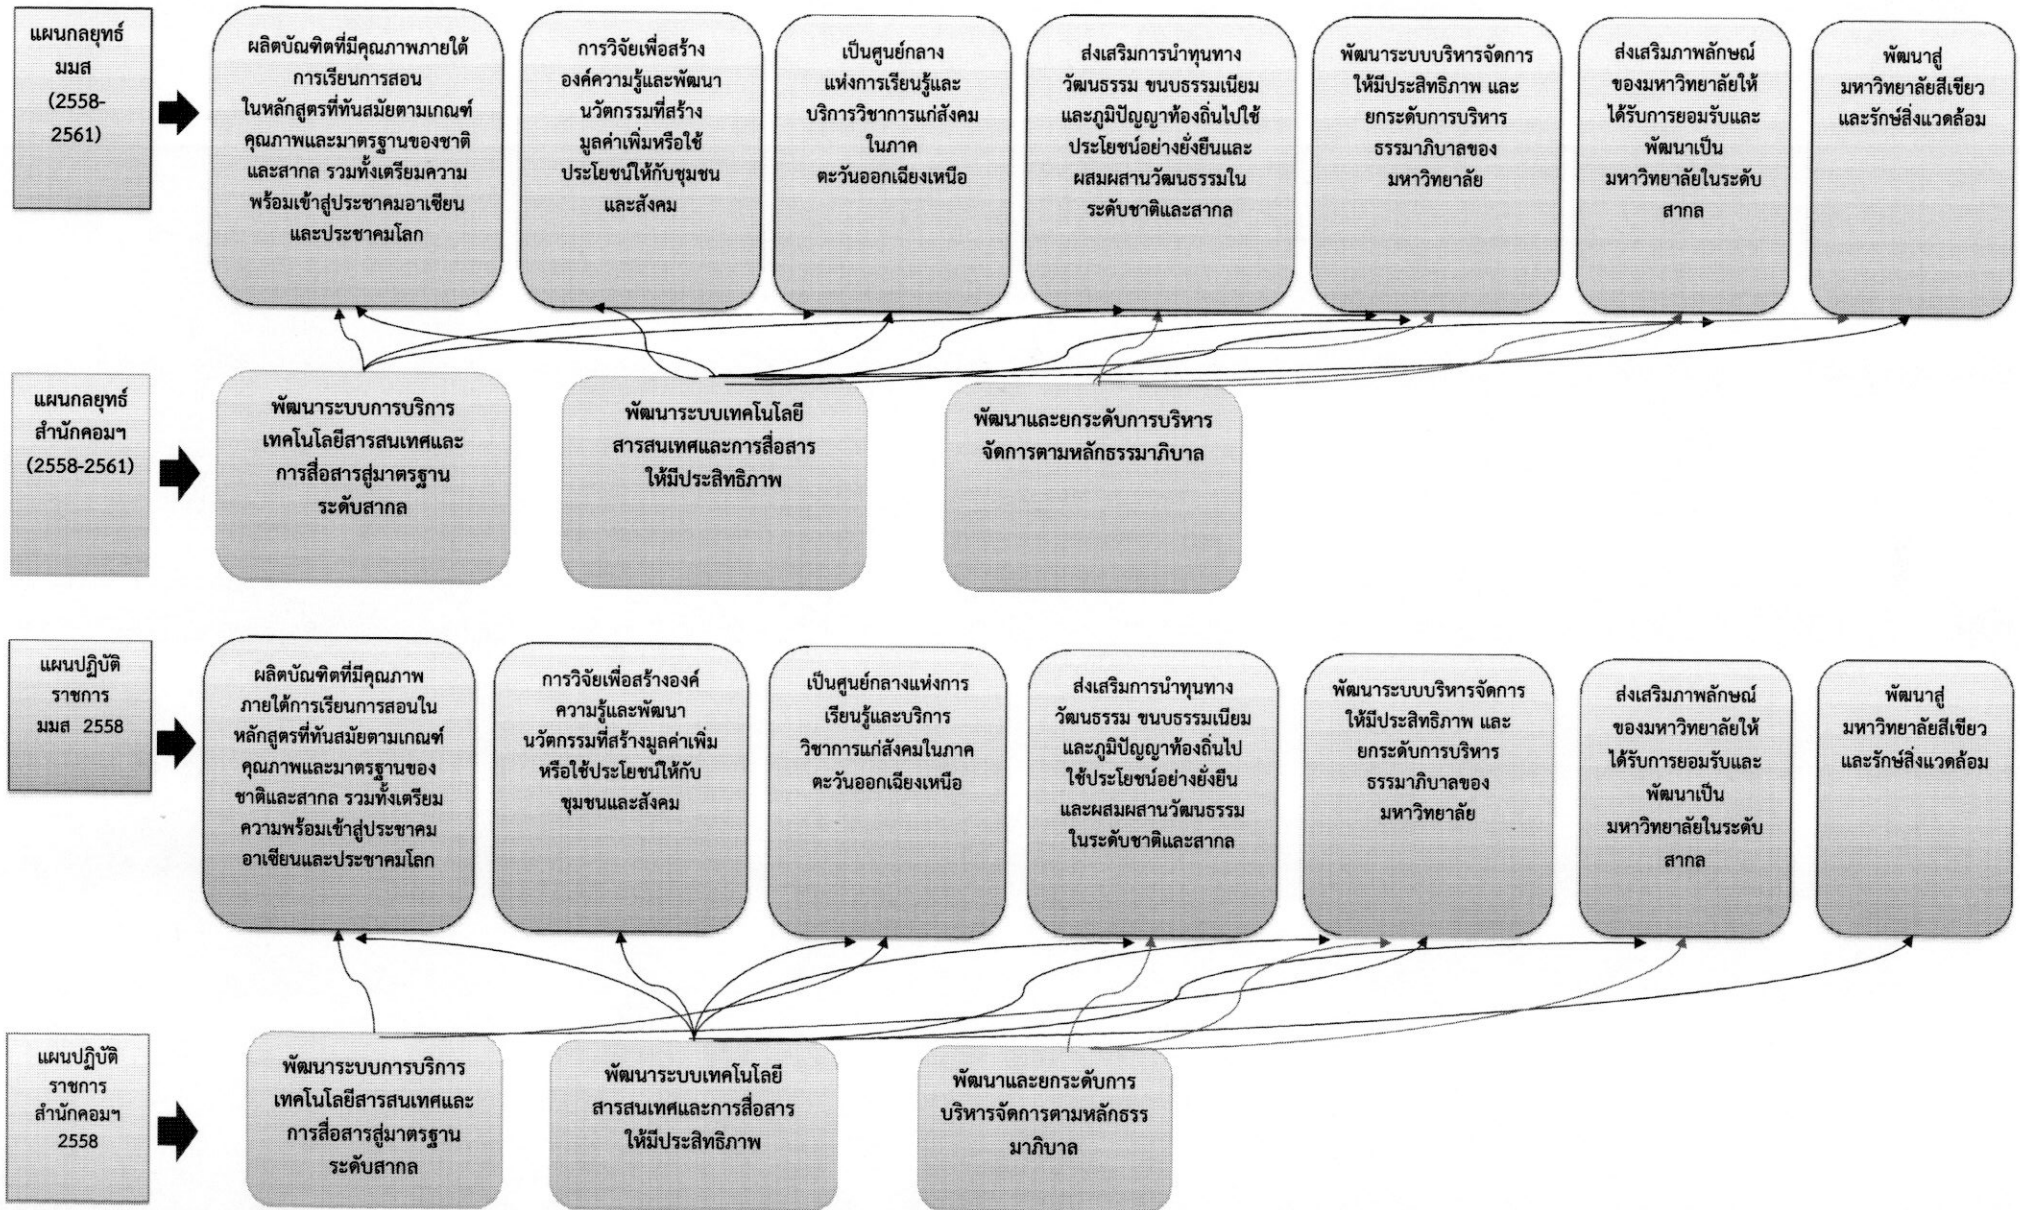 แผนกลยุทธ์
มมส
(2558-
2561)
ผลิตบัณฑิตที่มีคุณภาพภายใต้
การเรียนการสอน
ในหลักสูตรที่ทันสมัยตามเกณฑ์
คุณภาพและมาตรฐานของชาติ
และสากล รวมทั้งเตรียมความ
พร้อมเข้าสู่ประชาคมอาเซียน
และประชาคมโลก
การวิจัยเพื่อสร้าง
องค์ความรู้และพัฒนา
นวัตกรรมที่สร้าง
มูลค่าเพิ่มหรือใช้
ประโยชน์ให้กับชุมชน
และสังคม
เป็นศูนย์กลาง
แห่งการเรียนรู้และ
บริการวิชาการแก่สังคม
ในภาค
ตะวันออกเฉียงเหนือ
ส่งเสริมการนำทุนทาง
วัฒนธรรม ขนบธรรมเนียม
และภูมิปัญญาท้องถิ่นไปใช้
ประโยชน์อย่างยั่งยืนและ
ผสมผสานวัฒนธรรมใน
ระดับชาติและสากล
พัฒนาระบบบริหารจัดการ
ให้มีประสิทธิภาพ และ
ยกระดับการบริหาร
ธรรมาภิบาลของ
มหาวิทยาลัย
ส่งเสริมภาพลักษณ์
ของมหาวิทยาลัยให้
ได้รับการยอมรับและ
พัฒนาเป็น
มหาวิทยาลัยในระดับ
สากล
พัฒนาสู่
มหาวิทยาลัยสีเขียว
และรักษ์สิ่งแวดล้อม
แผนกลยุทธ์
สำนักคอมฯ
(2558-2561)
พัฒนาระบบการบริการ
เทคโนโลยีสารสนเทศและ
การสื่อสารสู่มาตรฐาน
ระดับสากล
พัฒนาระบบเทคโนโลยี
สารสนเทศและการสื่อสาร
ให้มีประสิทธิภาพ
พัฒนาและยกระดับการบริหาร
จัดการตามหลักธรรมาภิบาล
แผนปฏิบัติ
ราชการ
มมส 2558
ผลิตบัณฑิตที่มีคุณภาพ
ภายใต้การเรียนการสอนใน
หลักสูตรที่ทันสมัยตามเกณฑ์
คุณภาพและมาตรฐานของ
ชาติและสากล รวมทั้งเตรียม
ความพร้อมเข้าสู่ประชาคม
อาเซียนและประชาคมโลก
การวิจัยเพื่อสร้างองค์
ความรู้และพัฒนา
นวัตกรรมที่สร้างมูลค่าเพิ่ม
หรือใช้ประโยชน์ให้กับ
ชุมชนและสังคม
เป็นศูนย์กลางแห่งการ
เรียนรู้และบริการ
วิชาการแก่สังคมในภาค
ตะวันออกเฉียงเหนือ
ส่งเสริมการนำทุนทาง
วัฒนธรรม ขนบธรรมเนียม
และภูมิปัญญาท้องถิ่นไป
ใช้ประโยชน์อย่างยั่งยืน
และผสมผสานวัฒนธรรม
ในระดับชาติและสากล
พัฒนาระบบบริหารจัดการ
ให้มีประสิทธิภาพ และ
ยกระดับการบริหาร
ธรรมาภิบาลของ
มหาวิทยาลัย
ส่งเสริมภาพลักษณ์
ของมหาวิทยาลัยให้
ได้รับการยอมรับและ
พัฒนาเป็น
มหาวิทยาลัยในระดับ
สากล
พัฒนาสู่
มหาวิทยาลัยสีเขียว
และรักษ์สิ่งแวดล้อม
แผนปฏิบัติ
ราชการ
สำนักคอมฯ
2558
พัฒนาระบบการบริการ
เทคโนโลยีสารสนเทศและ
การสื่อสารสู่มาตรฐาน
ระดับสากล
พัฒนาระบบเทคโนโลยี
สารสนเทศและการสื่อสาร
ให้มีประสิทธิภาพ
พัฒนาและยกระดับการ
บริหารจัดการตามหลักธรร
มาภิบาล